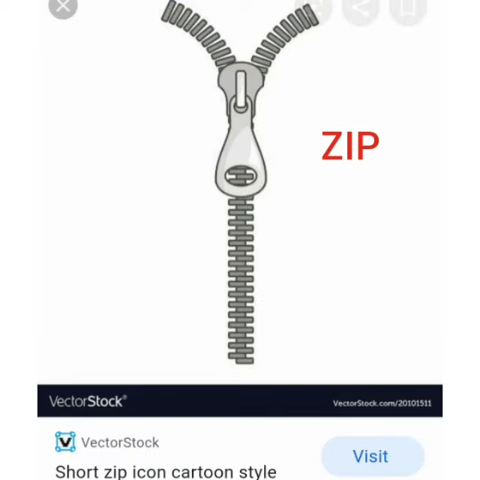 ZIP
VectorStock®
VectorStock.com/20101511
VectorStock
Visit
Short zip icon cartoon style